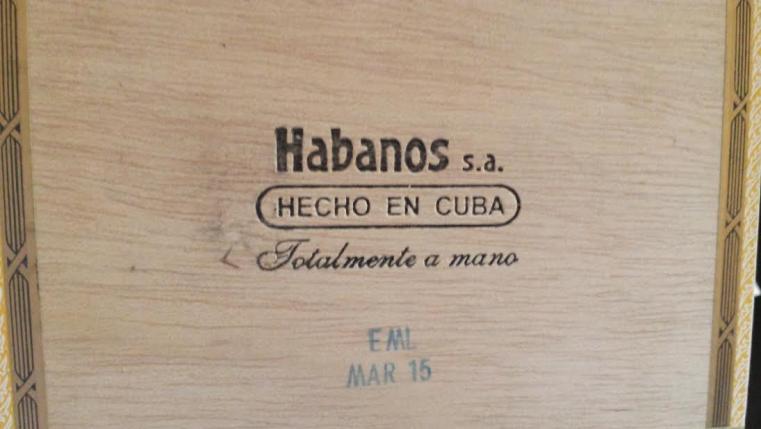 Habanos s.a.
HECHO EN CUBA
Totalmente a mano
EML
MAR 15